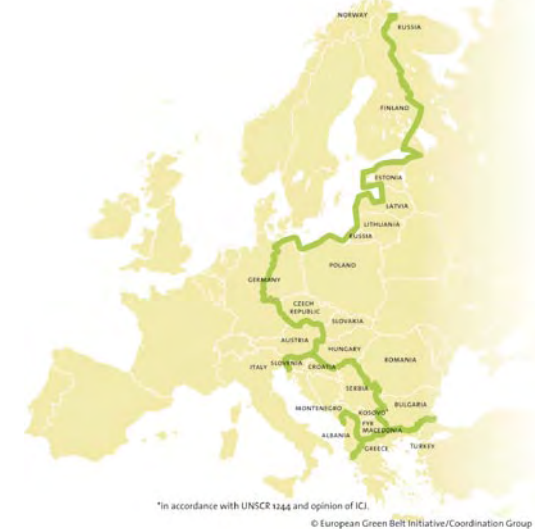 NORWAY
RUSSIA
FINLAND
ESTONIA
LATVIA
LITHUANIA
RUSSIA
POLAND
GERMANY
CZECH
REPUBLIC
SLOVAKIA
AUSTRIA
HUNGARY
ITALY
SLOVENIA
CROATIA
ROMANIA
SERBIA
BULGARIA
MONTENEGRO
KOSOVO*
FYR
MACEDONIA
ALBANIA
GREECE
TURKEY
*in accordance with UNSCR 1244 and opinion of ICJ.
© European Green Belt Initiative/Coordination Group